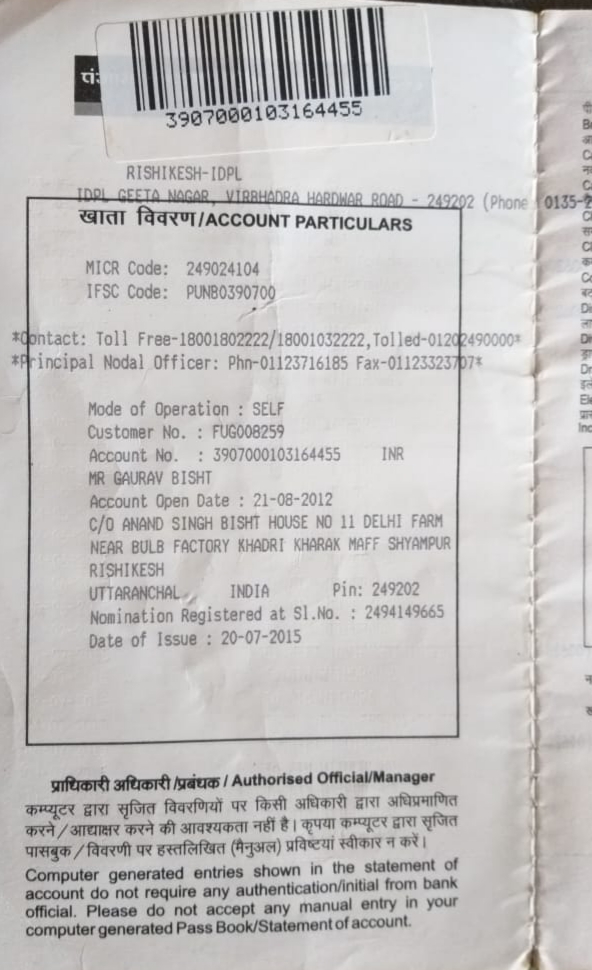 3907000103164455
RISHIKESH-IDPL
IDPL GEETA NAGAR, VIRBHADRA HARDWAR ROAD - 249202 (Phone 0135-2
खाता विवरण/ACCOUNT PARTICULARS
MICR Code: 249024104
IFSC Code: PUNB0390700
*Contact: Toll Free-18001802222/18001032222,Tolled-01202490000*
*Principal Nodal Officer: Phn-01123716185 Fax-01123323707*
Mode of Operation : SELF
Customer No. : FUG008259
Account No. : 3907000103164455 INR
MR GAURAV BISHT
Account Open Date : 21-08-2012
C/O ANAND SINGH BISHT HOUSE NO 11 DELHI FARM
NEAR BULB FACTORY KHADRI KHARAK MAFF SHYAMPUR
RISHIKESH
UTTARANCHAL, INDIA Pin: 249202
Nomination Registered at Sl.No. : 2494149665
Date of Issue : 20-07-2015
प्राधिकारी अधिकारी/प्रबंधक / Authorised Official/Manager
कम्प्यूटर द्वारा सृजित विवरणियों पर किसी अधिकारी द्वारा अधिप्रमाणित
करने / आद्याक्षर करने की आवश्यकता नहीं है। कृपया कम्प्यूटर द्वारा सृजित
पासबुक / विवरणी पर हस्तलिखित (मैनुअल) प्रविष्टयां स्वीकार न करें।
Computer generated entries shown in the statement of
account do not require any authentication/initial from bank
official. Please do not accept any manual entry in your
computer generated Pass Book/Statement of account.